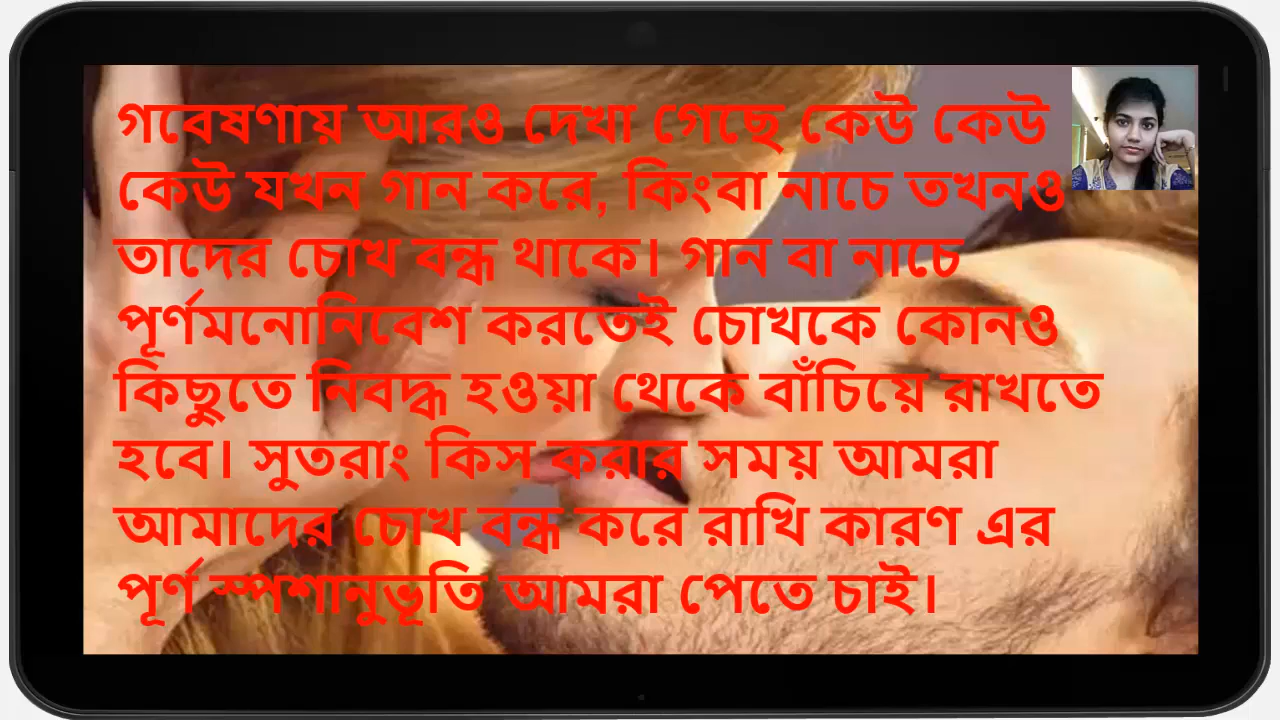 গবেষণায় আরও দেখা গেছে কেউ কেউ
কেউ যখন গান করে, কিংবা নাচে তখনও
তাদের চোখ বন্ধ থাকে। গান বা নাচে
পূর্ণমনোনিবেশ করতেই চোখকে কোনও
কিছুতে নিবদ্ধ হওয়া থেকে বাঁচিয়ে রাখতে
হবে। সুতরাং কিস করার সময় আমরা
আমাদের চোখ বন্ধ করে রাখি কারণ এর
পূর্ণ স্পশানুভূতি আমরা পেতে চাই।